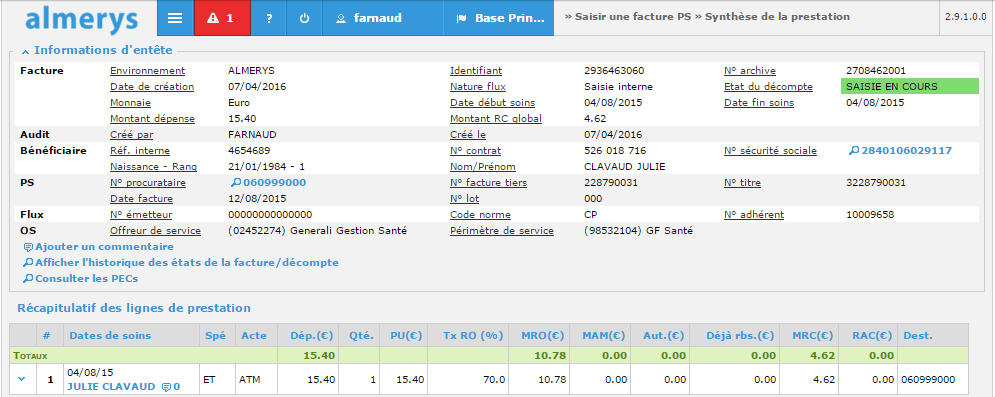 almerys 1 ? farnaud Base Prin... » Saisir une facture PS » Synthèse de la prestation 2.9.1.0.0
Informations d'entête
Facture Environnement ALMERYS Identifiant 2936463060 N° archive 2708462001
Date de création 07/04/2016 Nature flux Saisie interne Etat du décompte SAISIE EN COURS
Monnaie Euro Date début soins 04/08/2015 Date fin soins 04/08/2015
Montant dépense 15.40 Montant RC global 4.62
Audit Créé par FARNAUD Créé le 07/04/2016
Bénéficiaire Réf. interne 4654689 N° contrat 526 018 716 N° sécurité sociale 2840106029117
Naissance - Rang 21/01/1984 - 1 Nom/Prénom CLAVAUD JULIE
PS N° procurataire 060999000 N° facture tiers 228790031 N° titre 3228790031
Date facture 12/08/2015 N° lot 000
Flux N° émetteur 00000000000000 Code norme CP N° adhérent 10009658
OS Offreur de service (02452274) Generali Gestion Santé Périmètre de service (98532104) GF Santé
Ajouter un commentaire
Afficher l'historique des états de la facture/décompte
Consulter les PECs
Récapitulatif des lignes de prestation
# Dates de soins Spé Acte Dép.(€) Qté. PU(€) Tx RO (%) MRO(€) MAM(€) Aut.(€) Déjà rbs.(€) MRC(€) RAC(€) Dest.
Totaux 15.40 10.78 0.00 0.00 0.00 4.62 0.00
1 04/08/15 ET ATM 15.40 1 15.40 70.0 10.78 0.00 0.00 0.00 4.62 0.00 060999000
JULIE CLAVAUD 0